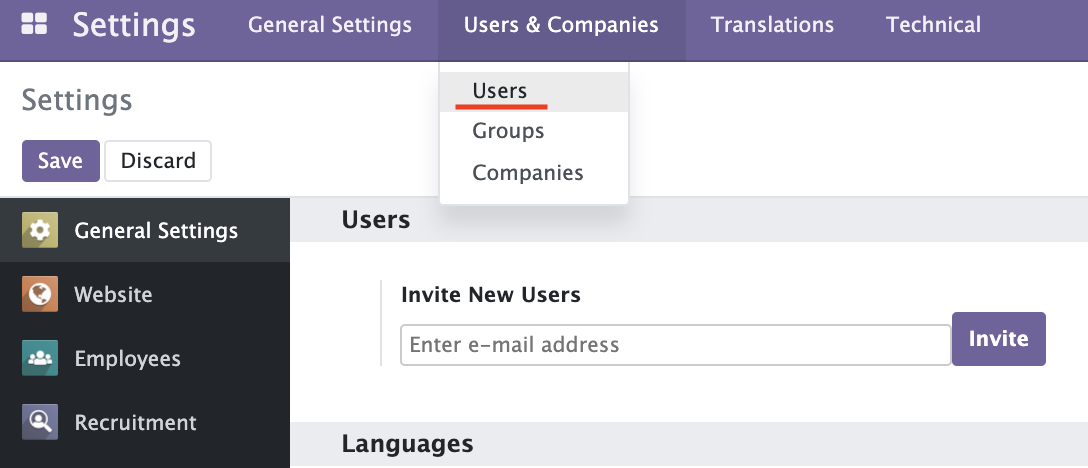 Settings General Settings Users & Companies Translations Technical
Settings
Users
Groups
Companies
Save Discard
General Settings
Website
Employees
Recruitment
Users
Invite New Users
Enter e-mail address Invite
Languages